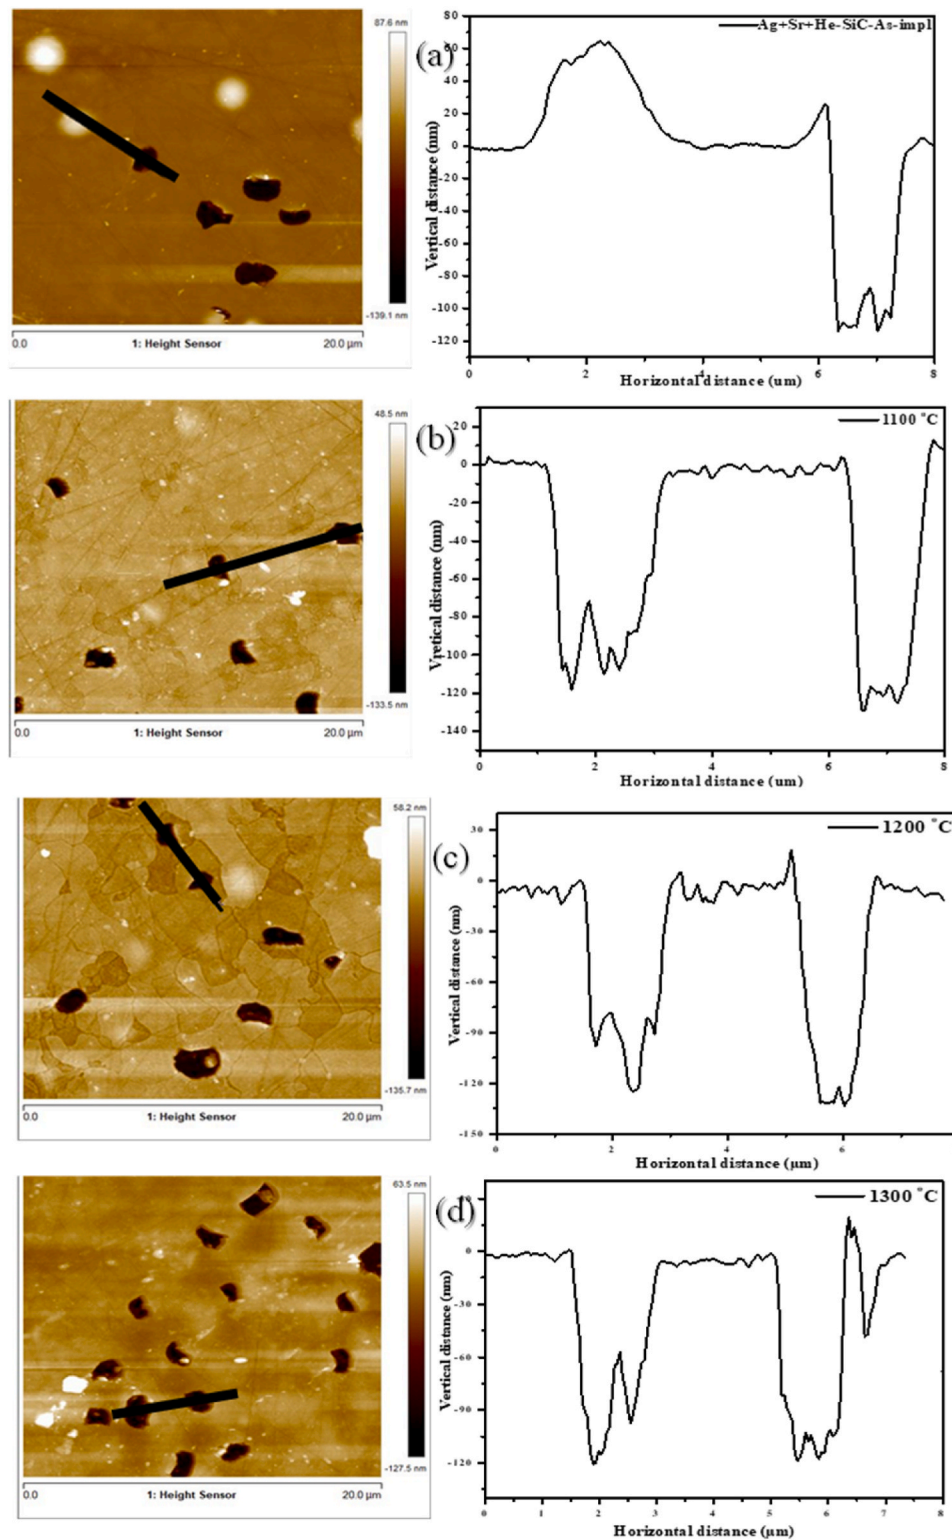 87.6 nm
-139.1 nm
0.0
20.0 µm
1: Height Sensor
(a)
Ag+Sr+He-SiC-As-impl
80
60
40
20
0
-20
-40
-60
-80
-100
-120
Vertical distance (nm)
0
2
4
6
8
Horizontal distance (um)
48.5 nm
-133.5 nm
0.0
20.0 µm
1: Height Sensor
(b)
1100 °C
20
0
-20
-40
-60
-80
-100
-120
-140
Vretical distance (nm)
0
2
4
6
8
Horizontal distance (um)
58.2 nm
-135.7 nm
0.0
20.0 µm
1: Height Sensor
(c)
1200 °C
30
0
-30
-60
-90
-120
-150
Vertical distance (nm)
0
2
4
6
Horizontal distance (µm)
63.5 nm
-127.5 nm
0.0
20.0 µm
1: Height Sensor
(d)
1300 °C
30
0
-30
-60
-90
-120
Vertical distance (nm)
0
1
2
3
4
5
6
7
8
Horizontal distance (µm)